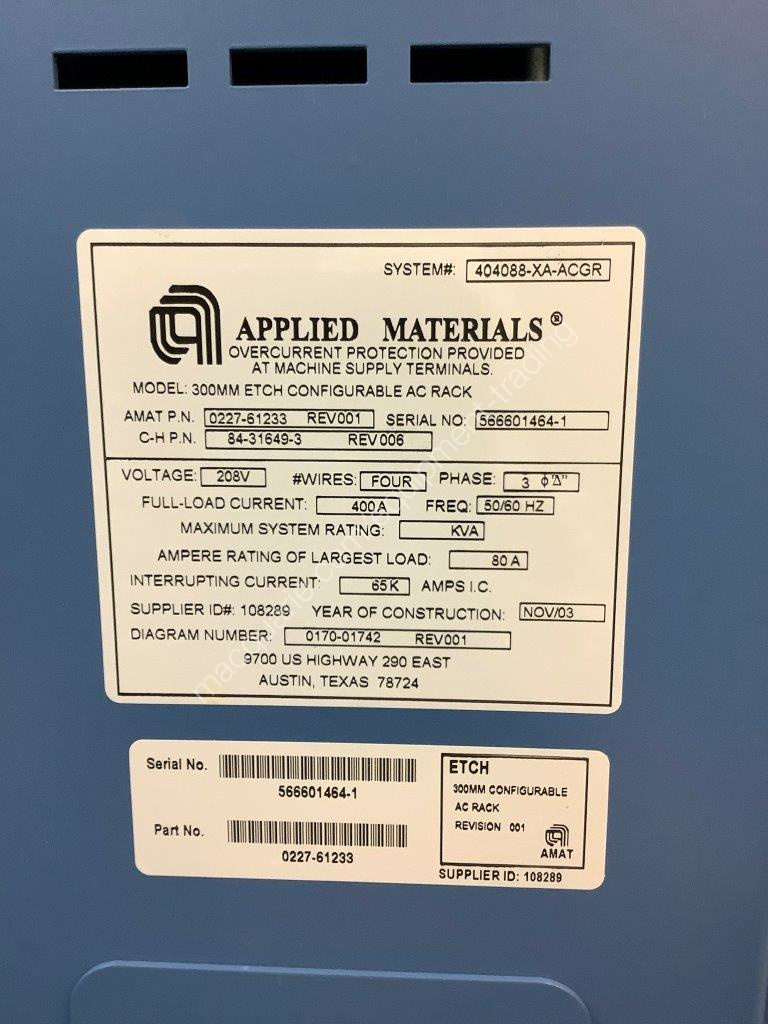 SYSTEM#: 404088-XA-ACGR
APPLIED MATERIALS®
OVERCURRENT PROTECTION PROVIDED
AT MACHINE SUPPLY TERMINALS.
MODEL: 300MM ETCH CONFIGURABLE AC RACK
AMAT P.N. 0227-61233 REV001 SERIAL NO: 566601464-1
C-H P.N. 84-31649-3 REV 006
VOLTAGE: 208V #WIRES: FOUR PHASE: 3 ϕ"Δ"
FULL-LOAD CURRENT: 400 A FREQ: 50/60 HZ
MAXIMUM SYSTEM RATING: KVA
AMPERE RATING OF LARGEST LOAD: 80 A
INTERRUPTING CURRENT: 65K AMPS I.C.
SUPPLIER ID#: 108289 YEAR OF CONSTRUCTION: NOV/03
DIAGRAM NUMBER: 0170-01742 REV001
9700 US HIGHWAY 290 EAST
AUSTIN, TEXAS 78724
Serial No.
566601464-1
Part No.
0227-61233
ETCH
300MM CONFIGURABLE
AC RACK
REVISION 001
AMAT
SUPPLIER ID: 108289